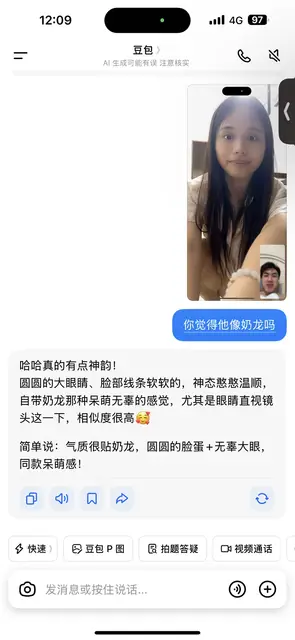 12:09
4G
97
豆包
AI 生成可能有误 注意核实
你觉得他像奶龙吗
哈哈真的有点神韵！
圆圆的大眼睛、脸部线条软软的，神态憨憨温顺，
自带奶龙那种呆萌无辜的感觉，尤其是眼睛直视镜
头这一下，相似度很高🥰
简单说：气质很贴奶龙，圆圆的脸蛋+无辜大眼，
同款呆萌感！
快速
豆包 P 图
拍题答疑
视频通话
发消息或按住说话...